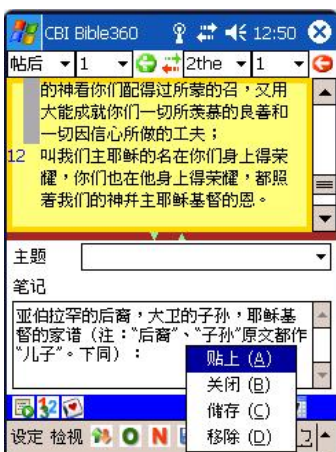 CBI Bible360 12:50
帖后 1 2the 1
的神看你们配得过所蒙的召，又用
大能成就你们一切所羡慕的良善和
一切因信心所做的工夫；
12 叫我们主耶稣的名在你们身上得荣
耀，你们也在他身上得荣耀，都照
着我们的神并主耶稣基督的恩。
主题
笔记
亚伯拉罕的后裔，大卫的子孙，耶稣基
督的家谱（注：“后裔”、“子孙”原文都作
“儿子”。下同）：
贴上 (A)
关闭 (B)
储存 (C)
移除 (D)
设定 检视 O N